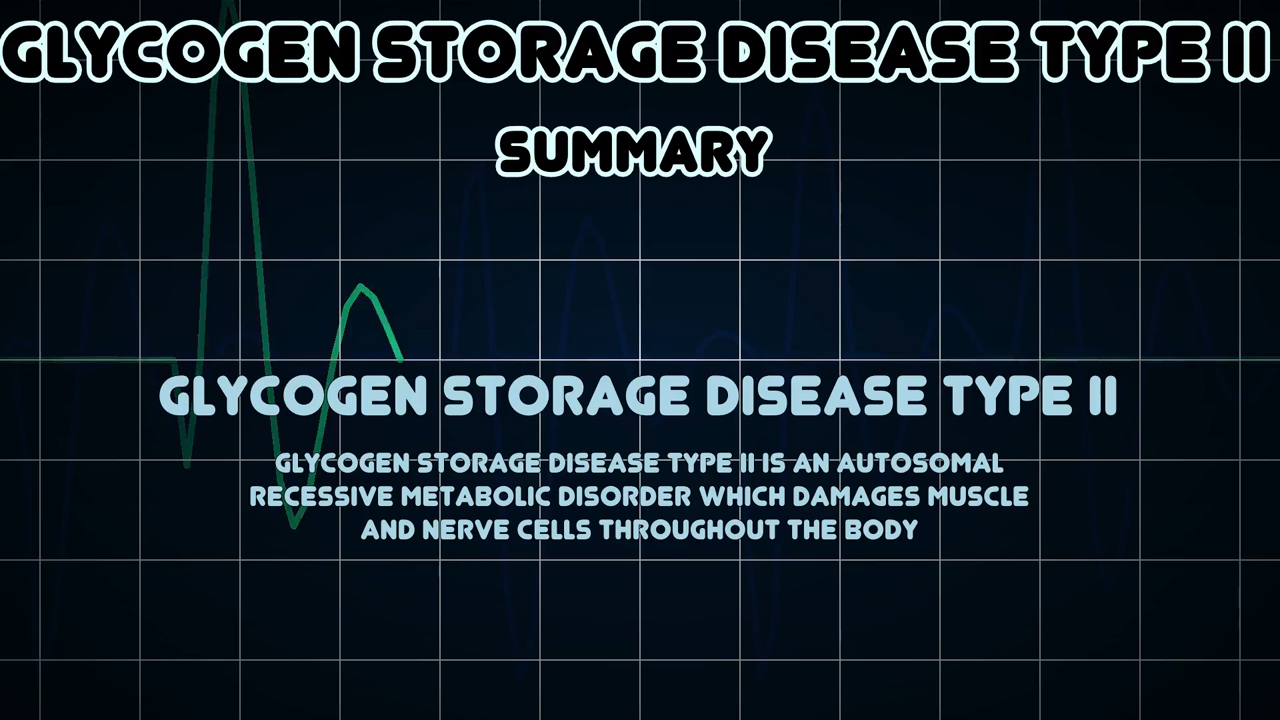 GLYCOGEN STORAGE DISEASE TYPE II
SUMMARY
GLYCOGEN STORAGE DISEASE TYPE II
GLYCOGEN STORAGE DISEASE TYPE II IS AN AUTOSOMAL
RECESSIVE METABOLIC DISORDER WHICH DAMAGES MUSCLE
AND NERVE CELLS THROUGHOUT THE BODY